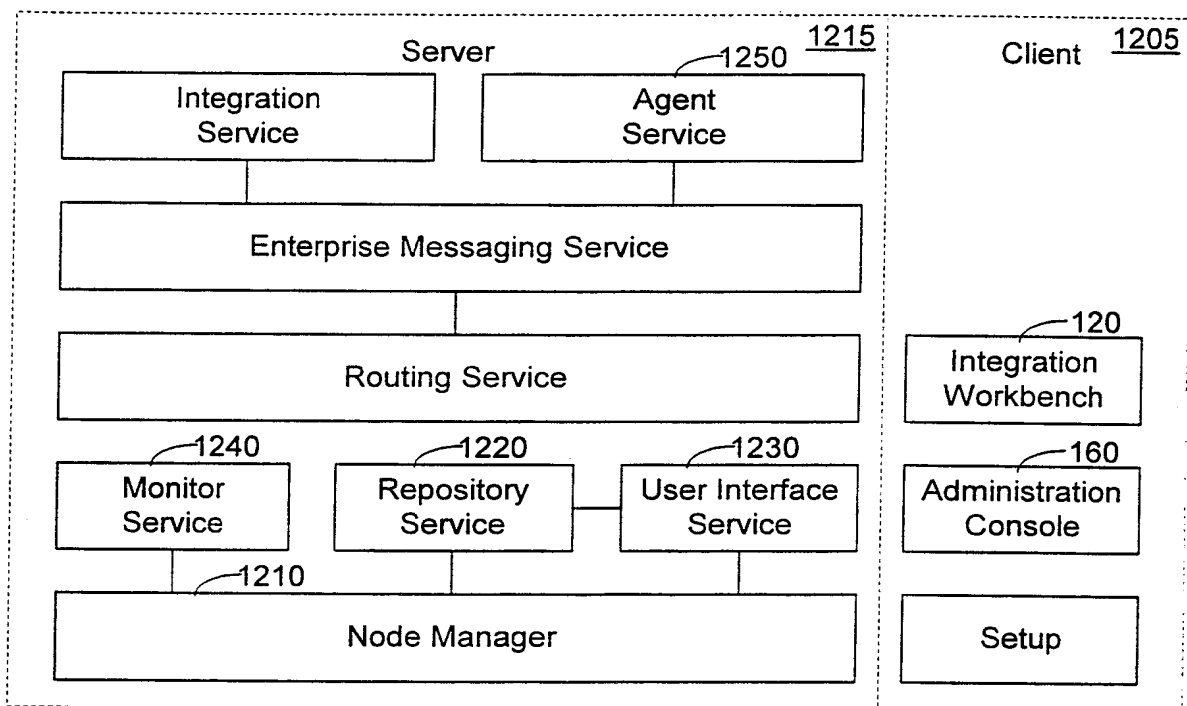 Server
1215
Client
1205
1250
Integration
Service
Agent
Service
Enterprise Messaging Service
Routing Service
120
Integration
Workbench
1240
Monitor
Service
1220
Repository
Service
1230
User Interface
Service
160
Administration
Console
1210
Node Manager
Setup